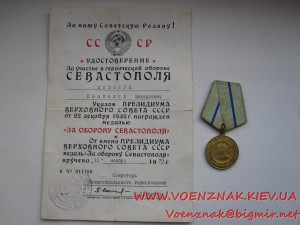 За нашу Советскую Родину!
СС СР
УДОСТОВЕРЕНИЕ
За участие в героической обороне
СЕВАСТОПОЛЯ
Указом ПРЕЗИДИУМА
ВЕРХОВНОГО СОВЕТА СССР
от 22 декабря 1942 г награжден
медалью
«ЗА ОБОРОНУ СЕВАСТОПОЛЯ»
От имени ПРЕЗИДИУМА
ВЕРХОВНОГО СОВЕТА СССР
медаль «За оборону Севастополя»
вручена
Секретарь
WWW.VOENZNAK.KIEV.UA
Voenznak@bigmir.net